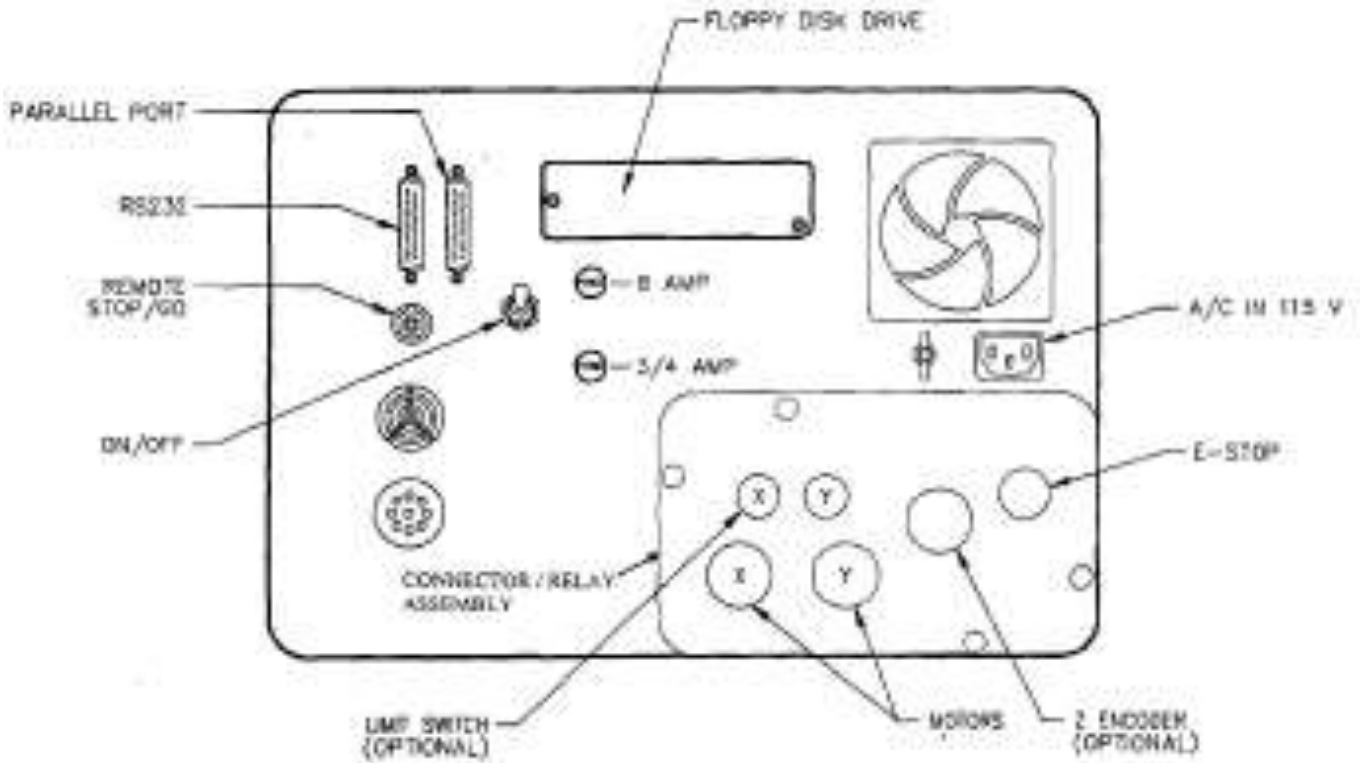 FLOPPY DISK DRIVE
PARALLEL PORT
RS232
REMOTE
STOP/GO
8 AMP
A/C IN 115 V
3/4 AMP
ON/OFF
E-STOP
X
Y
X
Y
CONNECTOR/RELAY
ASSEMBLY
LIMIT SWITCH
(OPTIONAL)
MOTORS
Z ENCODER
(OPTIONAL)